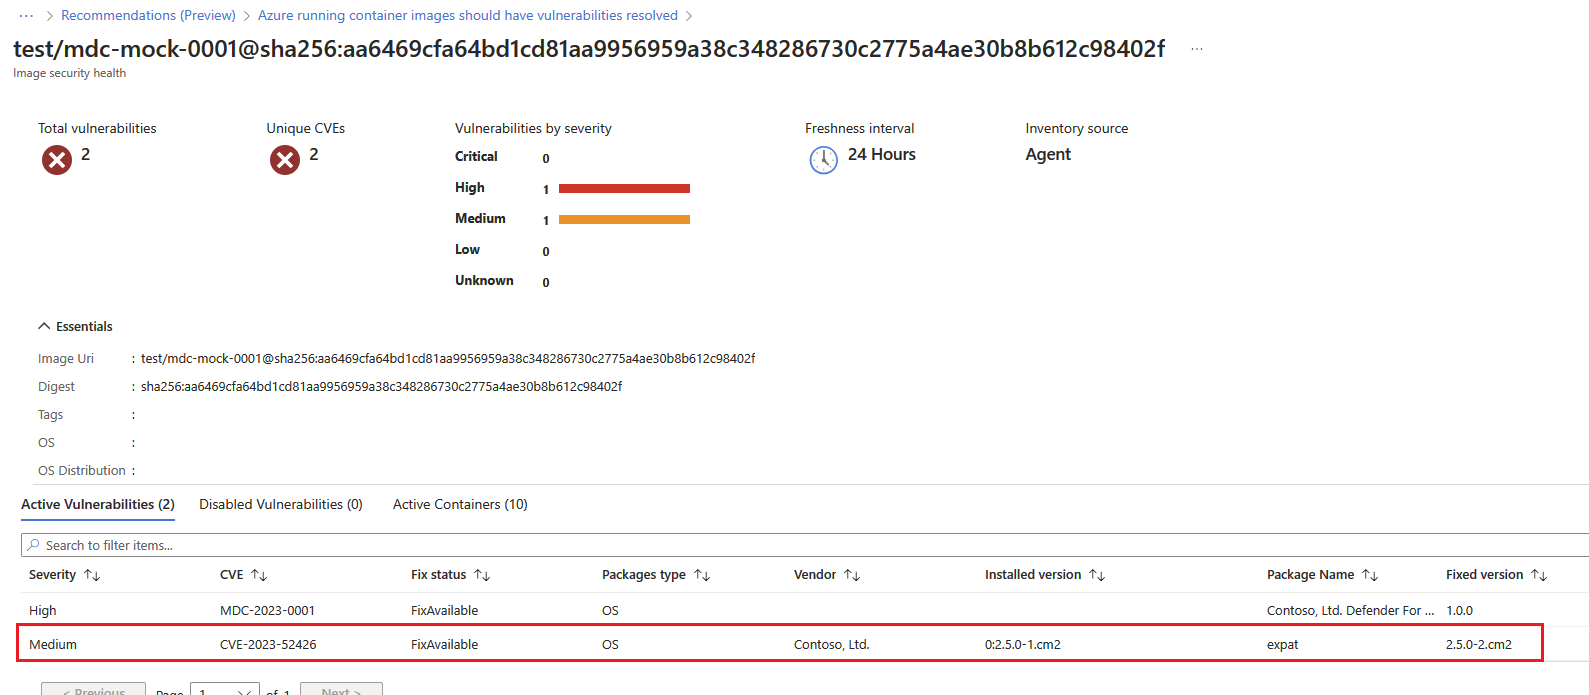 ··· > Recommendations (Preview) > Azure running container images should have vulnerabilities resolved >
test/mdc-mock-0001@sha256:aa6469cfa64bd1cd81aa9956959a38c348286730c2775a4ae30b8b612c98402f ···
Image security health
Total vulnerabilities Unique CVEs Vulnerabilities by severity Freshness interval Inventory source
2 2 Critical 0 24 Hours Agent
High 1
Medium 1
Low 0
Unknown 0
Essentials
Image Uri : test/mdc-mock-0001@sha256:aa6469cfa64bd1cd81aa9956959a38c348286730c2775a4ae30b8b612c98402f
Digest : sha256:aa6469cfa64bd1cd81aa9956959a38c348286730c2775a4ae30b8b612c98402f
Tags :
OS :
OS Distribution :
Active Vulnerabilities (2) Disabled Vulnerabilities (0) Active Containers (10)
Search to filter items...
Severity ↑↓ CVE ↑↓ Fix status ↑↓ Packages type ↑↓ Vendor ↑↓ Installed version ↑↓ Package Name ↑↓ Fixed version ↑↓
High MDC-2023-0001 FixAvailable OS Contoso, Ltd. Defender For ... 1.0.0
Medium CVE-2023-52426 FixAvailable OS Contoso, Ltd. 0:2.5.0-1.cm2 expat 2.5.0-2.cm2
< Previous Page 1 of 1 Next >